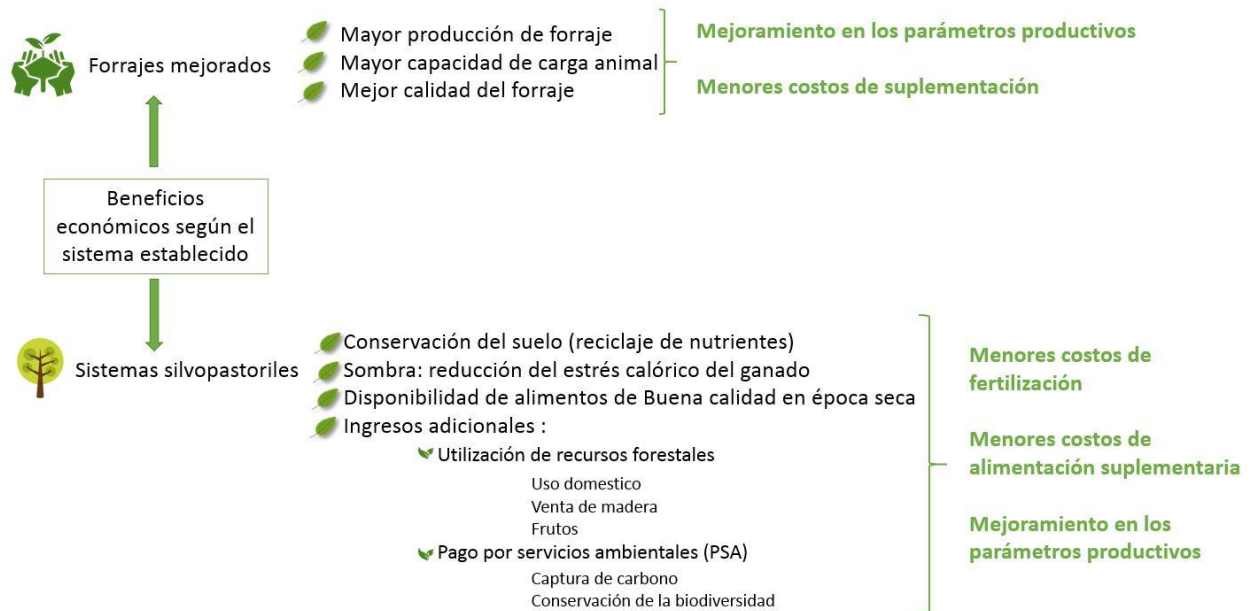 Forrajes mejorados
Mayor producción de forraje
Mayor capacidad de carga animal
Mejor calidad del forraje
Mejoramiento en los parámetros productivos
Menores costos de suplementación
Beneficios
económicos según el
sistema establecido
Sistemas silvopastoriles
Conservación del suelo (reciclaje de nutrientes)
Sombra: reducción del estrés calórico del ganado
Disponibilidad de alimentos de Buena calidad en época seca
Ingresos adicionales :
Utilización de recursos forestales
Uso domestico
Venta de madera
Frutos
Pago por servicios ambientales (PSA)
Captura de carbono
Conservación de la biodiversidad
Menores costos de
fertilización
Menores costos de
alimentación suplementaria
Mejoramiento en los
parámetros productivos